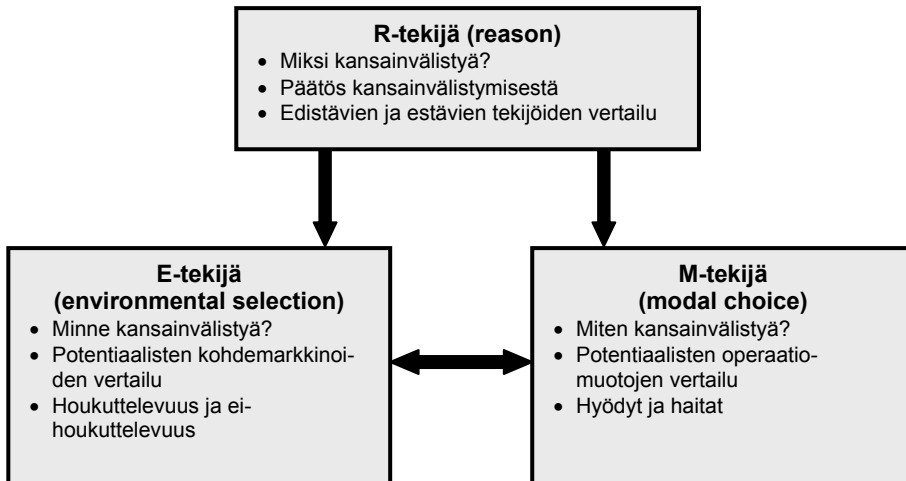 R-tekijä (reason)
• Miksi kansainvälistyä?
• Päätös kansainvälistymisestä
• Edistävien ja estävien tekijöiden vertailu
E-tekijä
(environmental selection)
• Minne kansainvälistyä?
• Potentiaalisten kohdemarkkinoi-
den vertailu
• Houkuttelevuus ja ei-
houkuttelevuus
M-tekijä
(modal choice)
• Miten kansainvälistyä?
• Potentiaalisten operaatio-
muotojen vertailu
• Hyödyt ja haitat